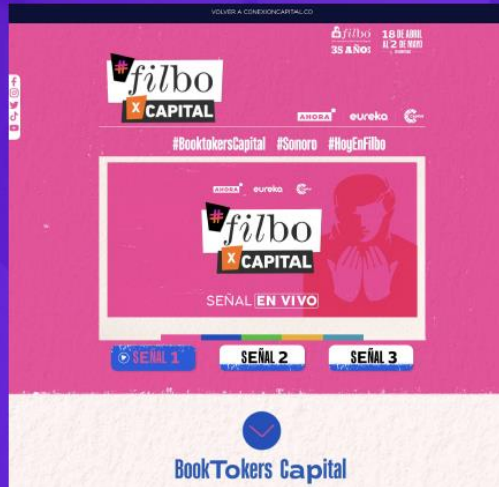 VOLVER A CONEXIONCAPITAL.CO
filbo
35 AÑOS
18 DE ABRIL
AL 2 DE MAYO
#filbo
X CAPITAL
AHORA eureka
#BooktokersCapital #Sonoro #HoyEnFilbo
AHORA eureka
#filbo
X CAPITAL
SEÑAL EN VIVO
SEÑAL 1 SEÑAL 2 SEÑAL 3
BookTokers Capital